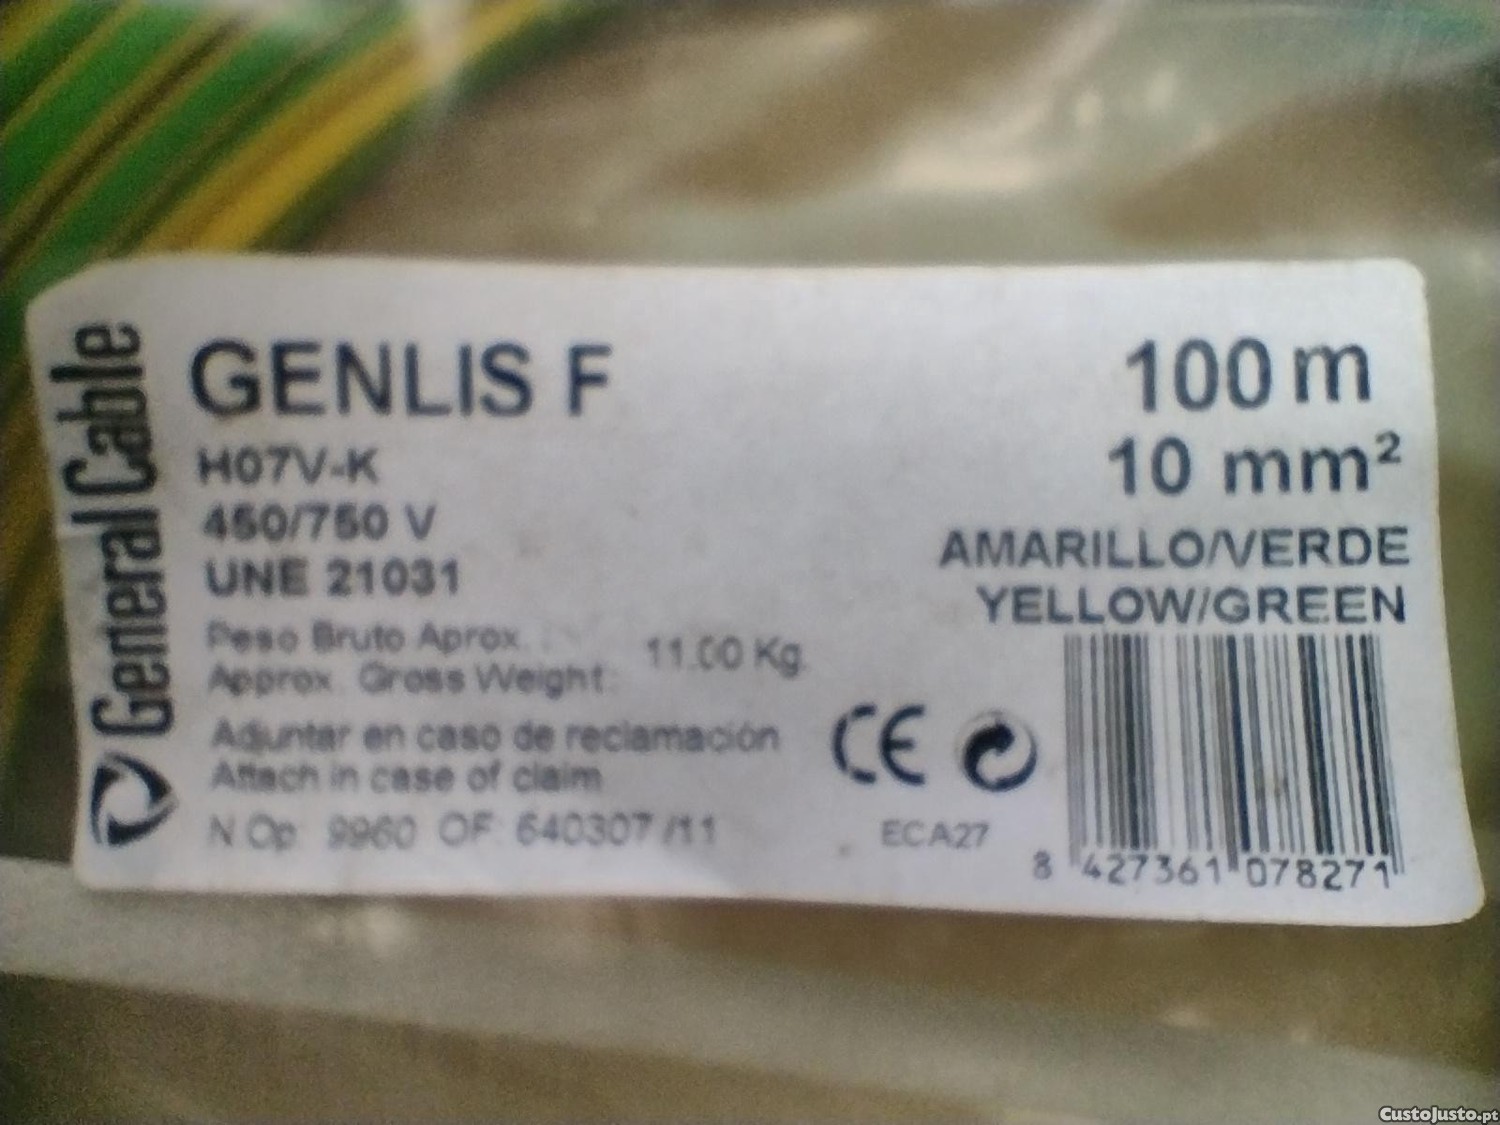 General Cable
GENLIS F
H07V-K
450/750 V
UNE 21031
Peso Bruto Aprox.
Approx. Gross Weight:
11.00 Kg.
Adjuntar en caso de reclamación
Attach in case of claim
N Op 9960 OF 640307 /11
100 m
10 mm²
AMARILLO/VERDE
YELLOW/GREEN
CE
ECA27
8 427361 078271
CustoJusto.pt